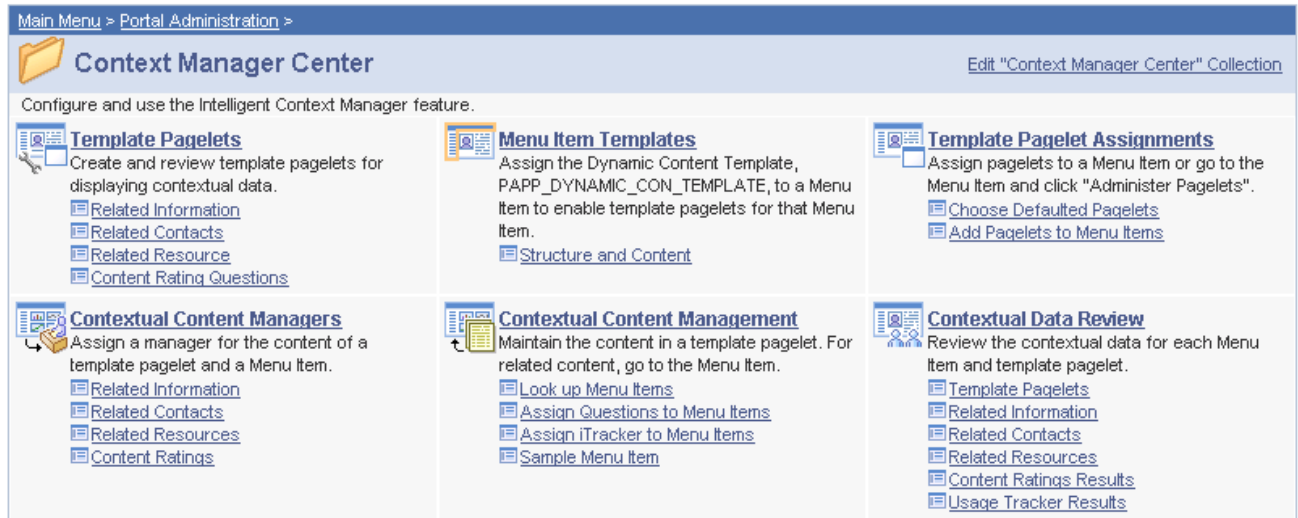 Main Menu > Portal Administration >
Context Manager Center
Edit "Context Manager Center" Collection
Configure and use the Intelligent Context Manager feature.
Template Pagelets
Create and review template pagelets for
displaying contextual data.
Related Information
Related Contacts
Related Resource
Content Rating Questions
Menu Item Templates
Assign the Dynamic Content Template,
PAPP_DYNAMIC_CON_TEMPLATE, to a Menu
Item to enable template pagelets for that Menu
Item.
Structure and Content
Template Pagelet Assignments
Assign pagelets to a Menu Item or go to the
Menu Item and click "Administer Pagelets".
Choose Defaulted Pagelets
Add Pagelets to Menu Items
Contextual Content Managers
Assign a manager for the content of a
template pagelet and a Menu Item.
Related Information
Related Contacts
Related Resources
Content Ratings
Contextual Content Management
Maintain the content in a template pagelet. For
related content, go to the Menu Item.
Look up Menu Items
Assign Questions to Menu Items
Assign iTracker to Menu Items
Sample Menu Item
Contextual Data Review
Review the contextual data for each Menu
Item and template pagelet.
Template Pagelets
Related Information
Related Contacts
Related Resources
Content Ratings Results
Usage Tracker Results